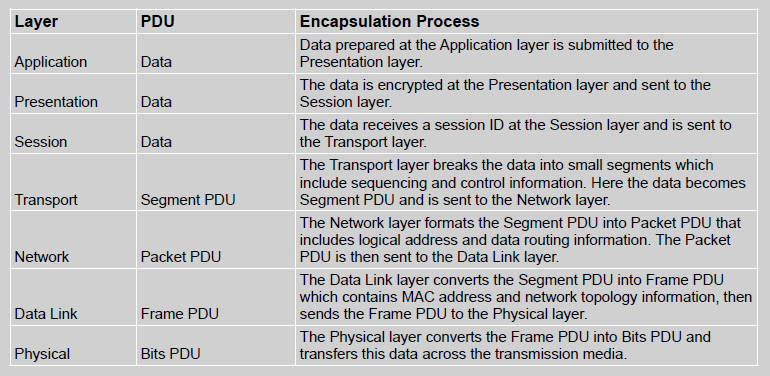 Layer PDU Encapsulation Process
Data prepared at the Application layer is submitted to the
Application Data Presentation layer.
The data is encrypted at the Presentation layer and sent to the
Presentation Data Session layer.
The data receives a session ID at the Session layer and is sent to
Session Data the Transport layer.
The Transport layer breaks the data into small segments which
include sequencing and control information. Here the data becomes
Transport Segment PDU Segment PDU and is sent to the Network layer.
The Network layer formats the Segment PDU into Packet PDU that
includes logical address and data routing information. The Packet
Network Packet PDU PDU is then sent to the Data Link layer.
The Data Link layer converts the Segment PDU into Frame PDU
which contains MAC address and network topology information, then
Data Link Frame PDU sends the Frame PDU to the Physical layer.
The Physical layer converts the Frame PDU into Bits PDU and
Physical Bits PDU transfers this data across the transmission media.